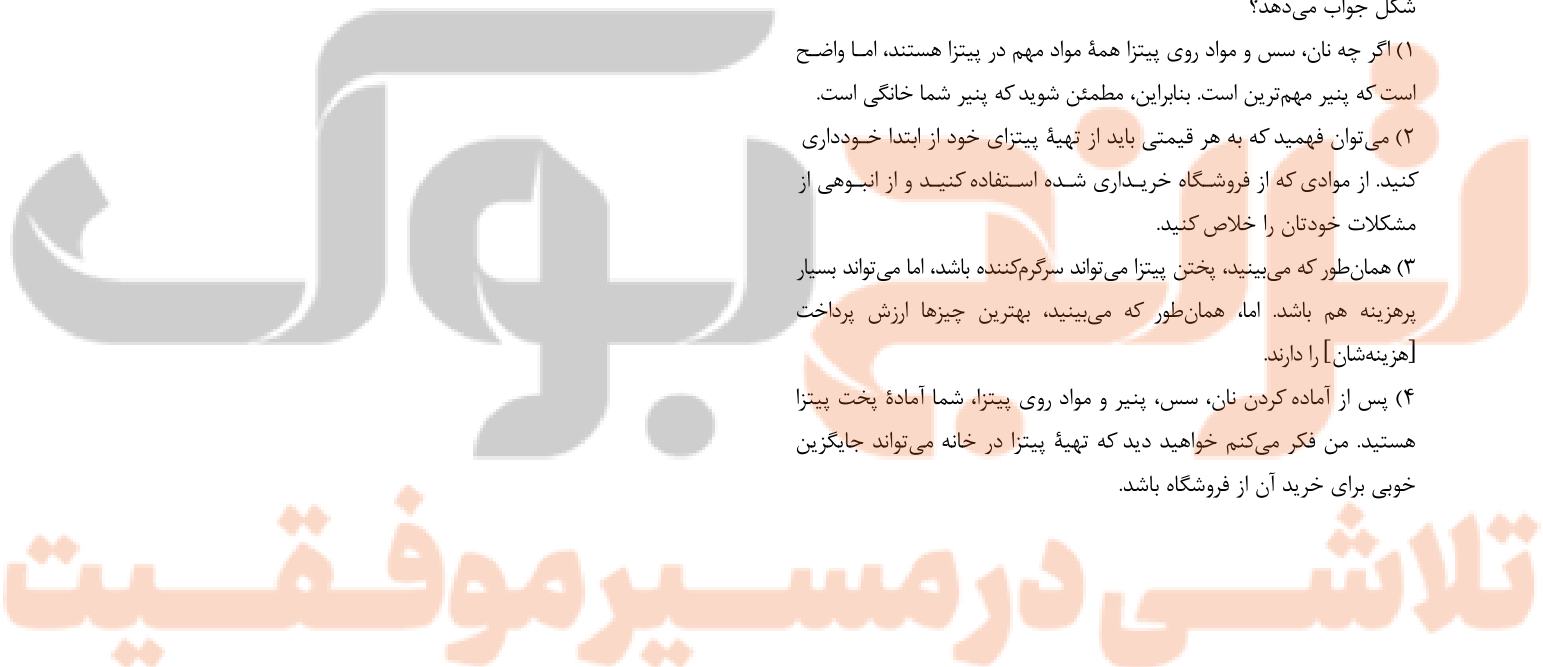 شکل جواب می‌دهد؟
۱) اگر چه نان، سس و مواد روی پیتزا همهٔ مواد مهم در پیتزا هستند، امـا واضـح
است که پنیر مهم‌ترین است. بنابراین، مطمئن شوید که پنیر شما خانگی است.
۲) می‌توان فهمید که به هر قیمتی باید از تهیهٔ پیتزای خود از ابتدا خـودداری
کنید. از موادی که از فروشـگاه خریـداری شـده اسـتفاده کنیـد و از انبـوهی از
مشکلات خودتان را خلاص کنید.
۳) همان‌طور که می‌بینید، پختن پیتزا می‌تواند سرگرم‌کننده باشد، اما می‌تواند بسیار
پرهزینه هم باشد. اما، همان‌طور که می‌بینید، بهترین چیزها ارزش پرداخت
[هزینه‌شان] را دارند.
۴) پس از آماده کردن نان، سس، پنیر و مواد روی پیتزا، شما آمادهٔ پخت پیتزا
هستید. من فکر می‌کنم خواهید دید که تهیهٔ پیتزا در خانه می‌تواند جایگزین
خوبی برای خرید آن از فروشگاه باشد.
ترنج بوک
تلاشی در مسیر موفقیت